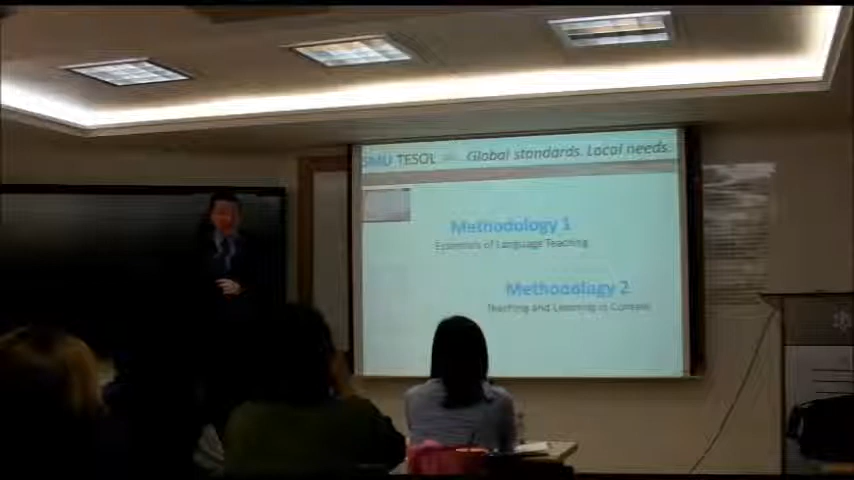 SMU TESOL - Global standards. Local needs.
Methodology 1
Essentials of Language Teaching
Methodology 2
Teaching and Learning in Context